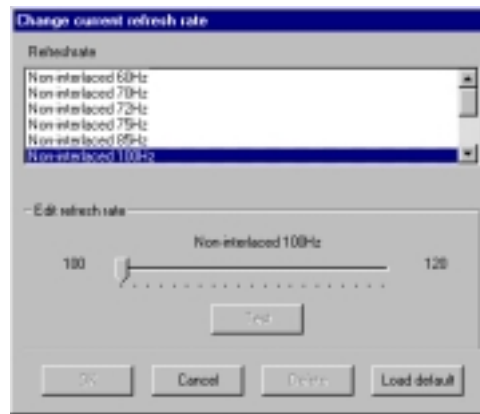 Change current refresh rate
Refreshrate
Non-interlaced 60Hz
Non-interlaced 70Hz
Non-interlaced 72Hz
Non-interlaced 75Hz
Non-interlaced 85Hz
Non-interlaced 100Hz
Edit refresh rate
Non-interlaced 100Hz
100
120
Test
OK
Cancel
Delete
Load default